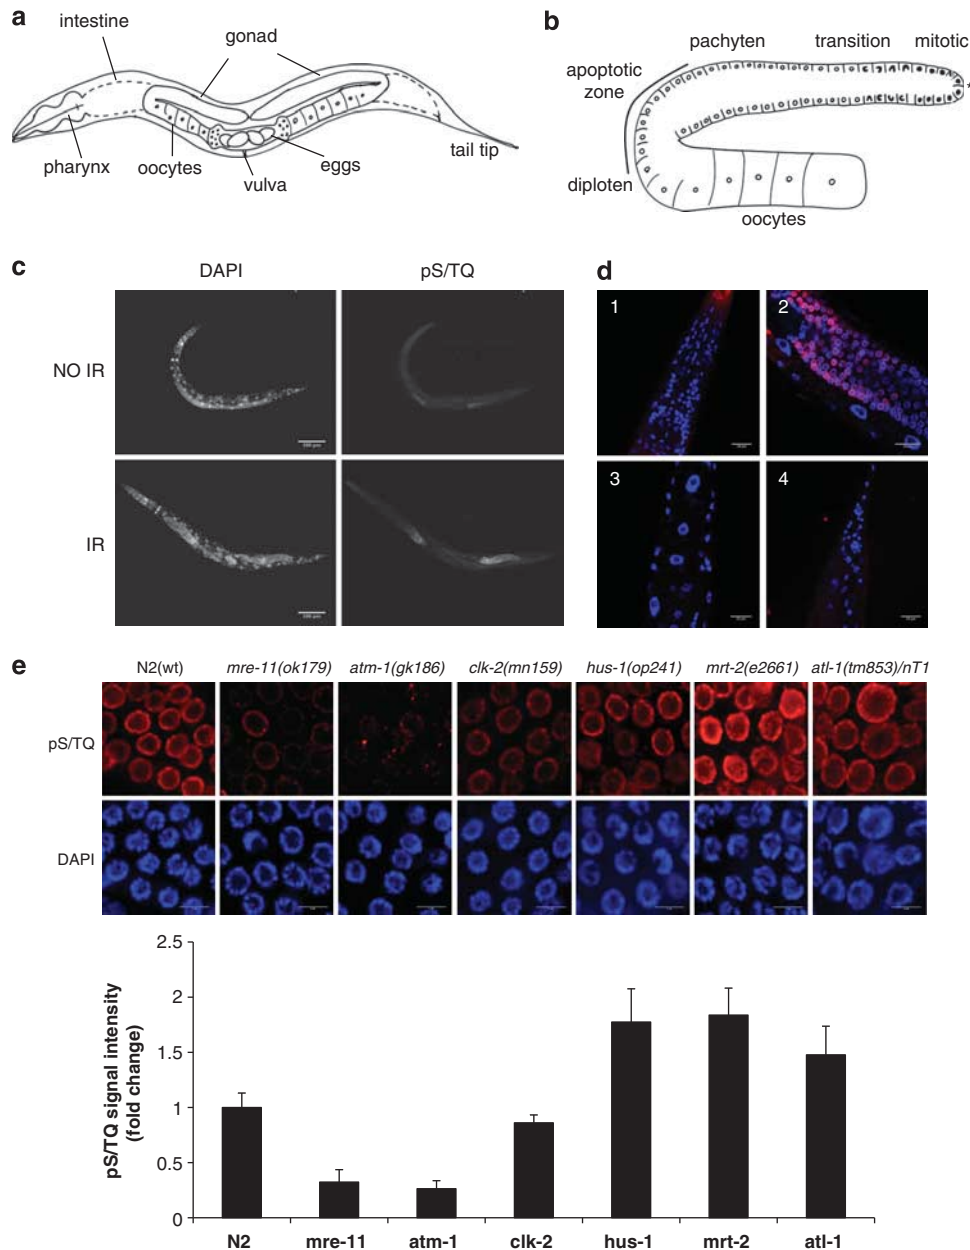 a
intestine
gonad
pharynx
oocytes
vulva
eggs
tail tip
b
pachyten
transition
mitotic
apoptotic
zone
*
diploten
oocytes
c
DAPI
pS/TQ
NO IR
IR
d
1
2
3
4
e
N2(wt)
mre-11(ok179)
atm-1(gk186)
clk-2(mn159)
hus-1(op241)
mrt-2(e2661)
atl-1(tm853)/nT1
pS/TQ
DAPI
pS/TQ signal intensity
(fold change)
2.5
2
1.5
1
0.5
0
N2
mre-11
atm-1
clk-2
hus-1
mrt-2
atl-1